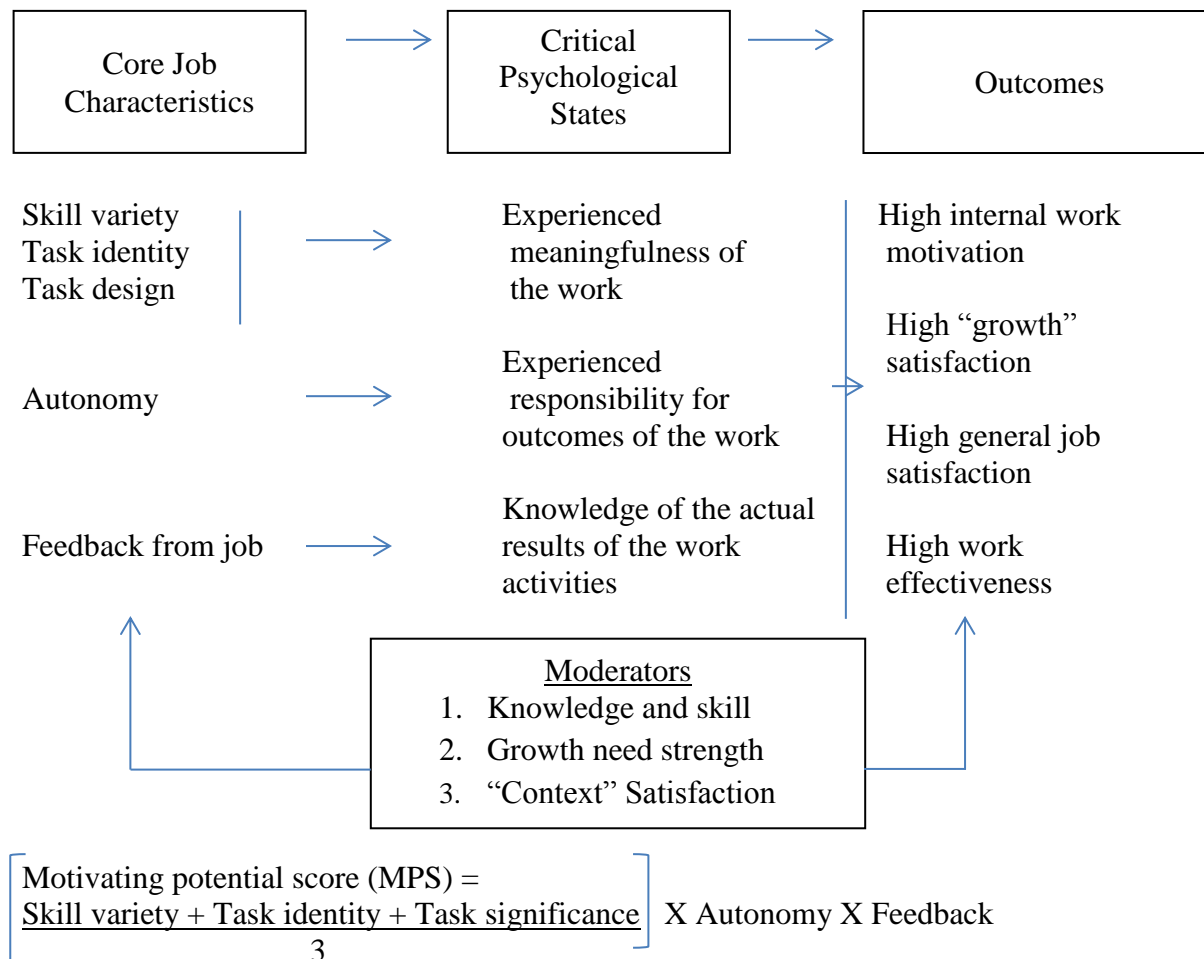 Core Job
Characteristics
Critical
Psychological
States
Outcomes
Skill variety
Task identity
Task design
Experienced
meaningfulness of
the work
High internal work
motivation
High “growth”
satisfaction
Autonomy
Experienced
responsibility for
outcomes of the work
High general job
satisfaction
Feedback from job
Knowledge of the actual
results of the work
activities
High work
effectiveness
Moderators
1. Knowledge and skill
2. Growth need strength
3. “Context” Satisfaction
Motivating potential score (MPS) =
Skill variety + Task identity + Task significance X Autonomy X Feedback
3